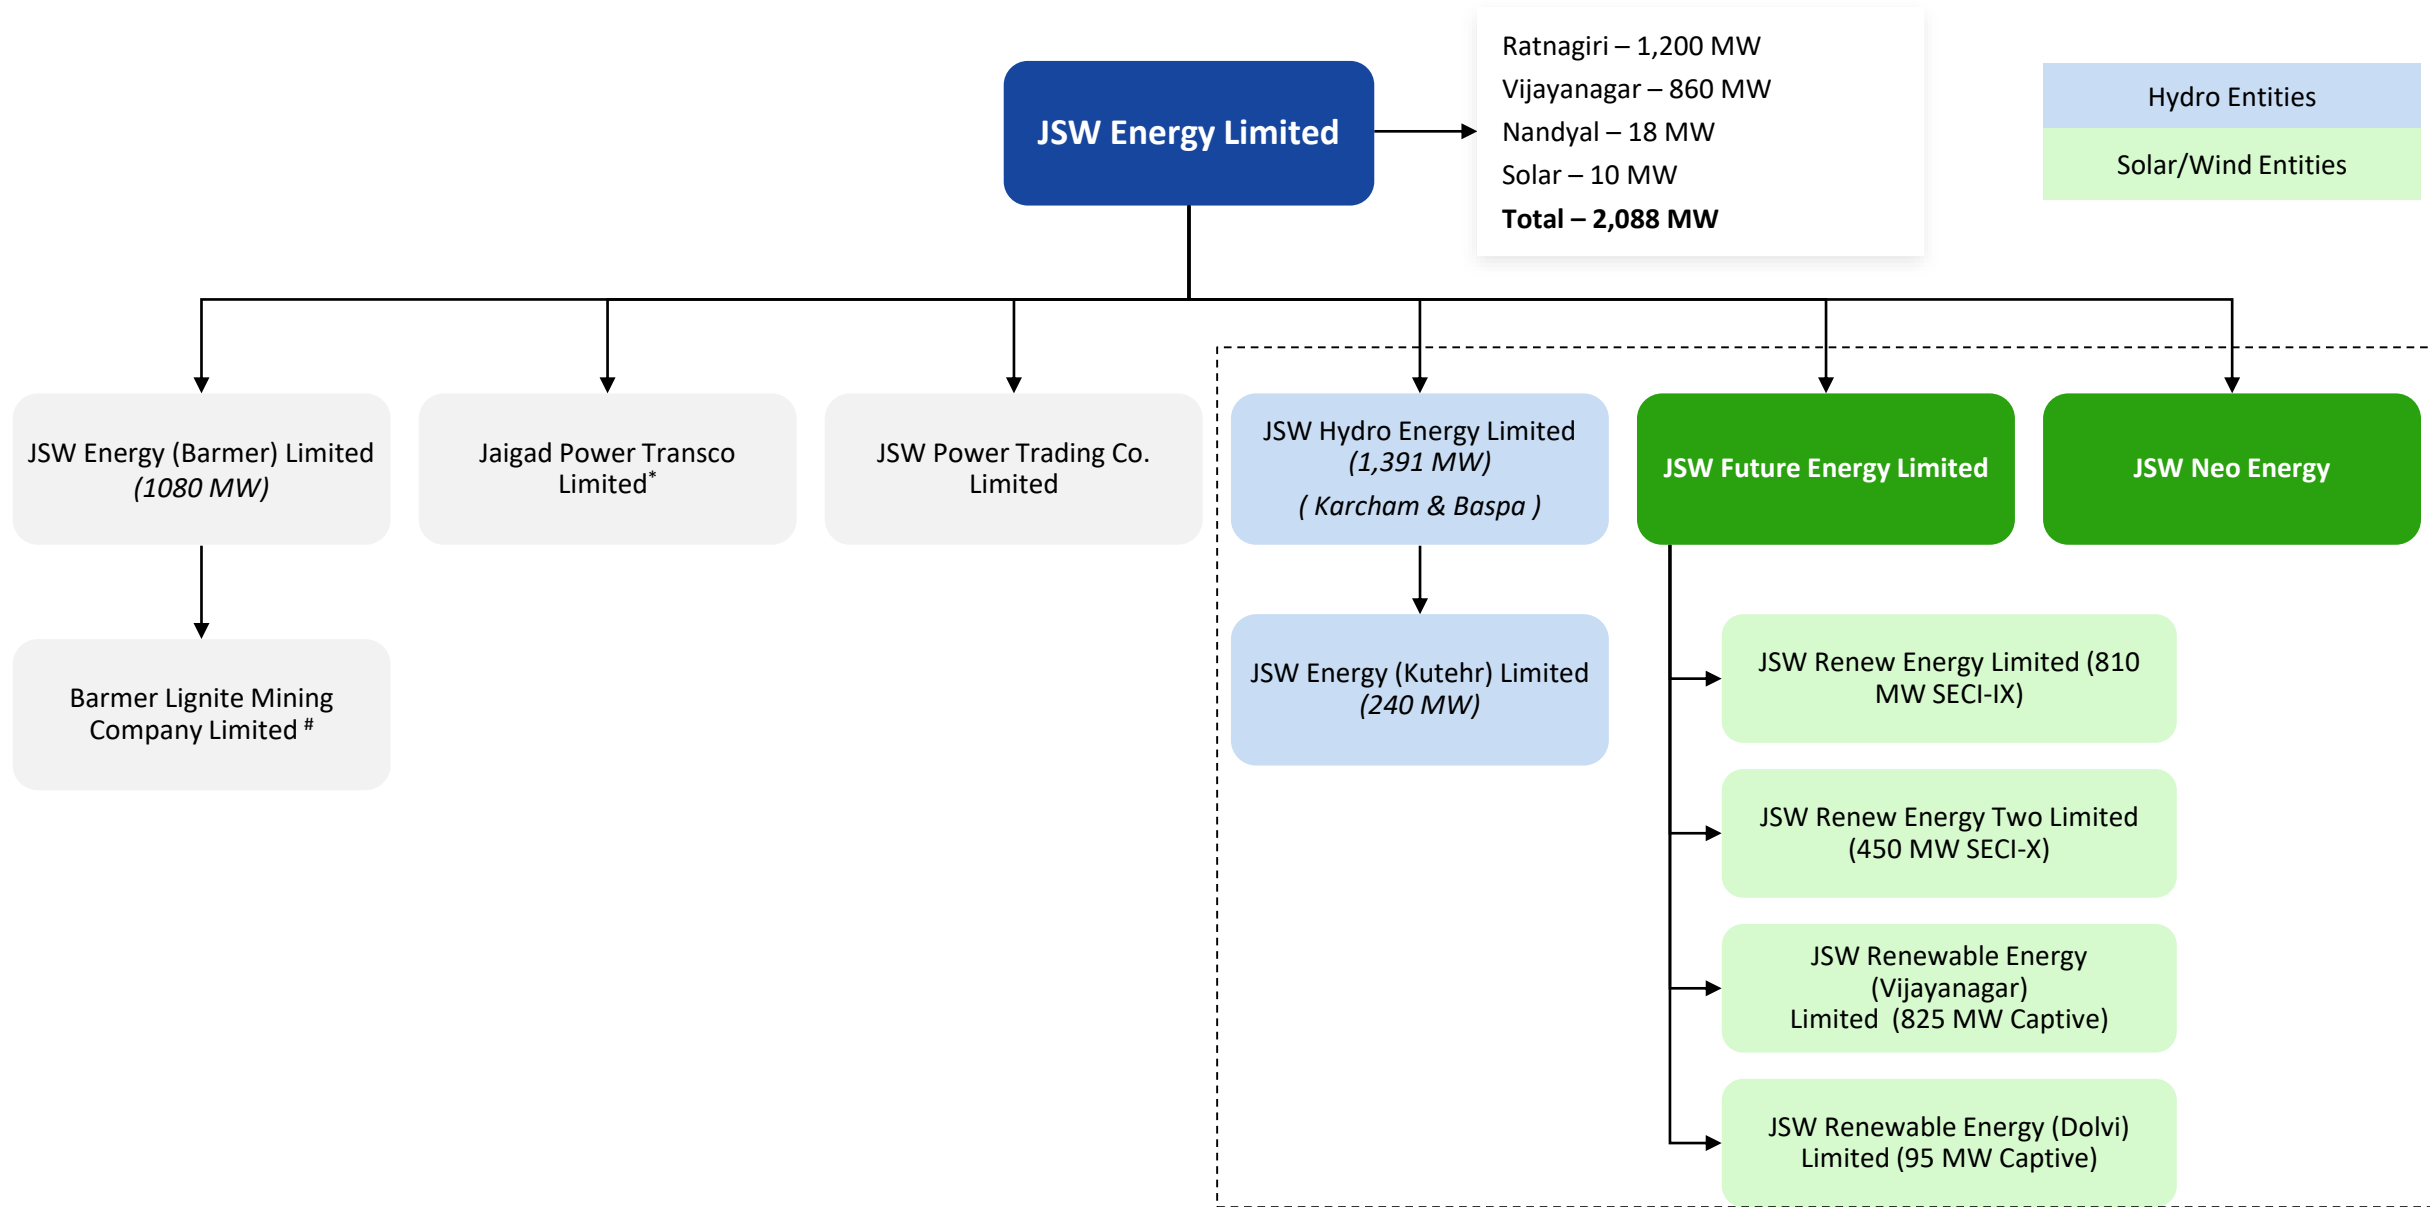 JSW Energy Limited
Ratnagiri – 1,200 MW
Vijayanagar – 860 MW
Nandyal – 18 MW
Solar – 10 MW
Total – 2,088 MW
Hydro Entities
Solar/Wind Entities
JSW Energy (Barmer) Limited
(1080 MW)
Jaigad Power Transco
Limited*
JSW Power Trading Co.
Limited
JSW Hydro Energy Limited
(1,391 MW)
( Karcham & Baspa )
JSW Future Energy Limited
JSW Neo Energy
Barmer Lignite Mining
Company Limited #
JSW Energy (Kutehr) Limited
(240 MW)
JSW Renew Energy Limited (810
MW SECI-IX)
JSW Renew Energy Two Limited
(450 MW SECI-X)
JSW Renewable Energy
(Vijayanagar)
Limited (825 MW Captive)
JSW Renewable Energy (Dolvi)
Limited (95 MW Captive)